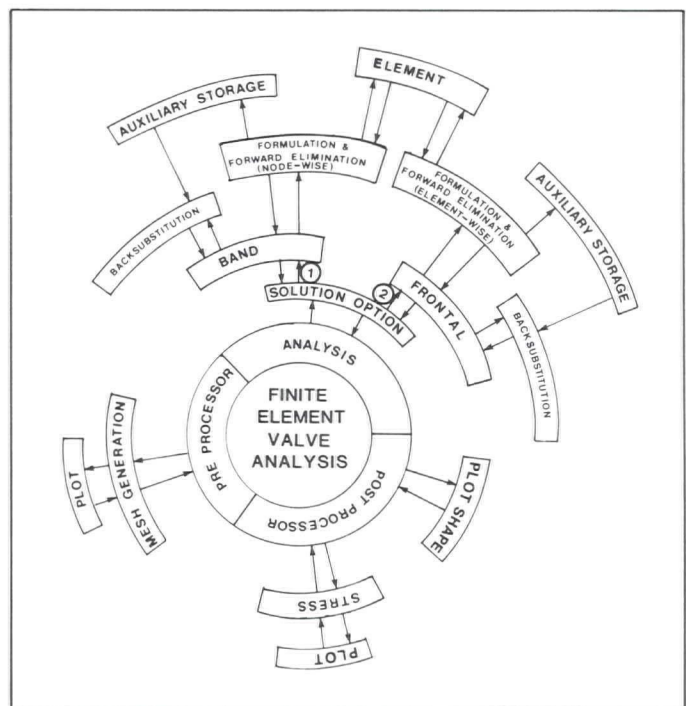 ELEMENT
AUXILIARY STORAGE
FORMULATION &
FORWARD ELIMINATION
(NODE-WISE)
FORMULATION &
FORWARD ELIMINATION
(ELEMENT-WISE)
AUXILIARY STORAGE
BACKSUBSTITUTION
BAND
1
SOLUTION OPTION
2
FRONTAL
BACKSUBSTITUTION
ANALYSIS
PRE PROCESSOR
FINITE
ELEMENT
VALVE
ANALYSIS
POST PROCESSOR
MESH GENERATION
PLOT
PLOT SHAPE
STRESS
PLOT